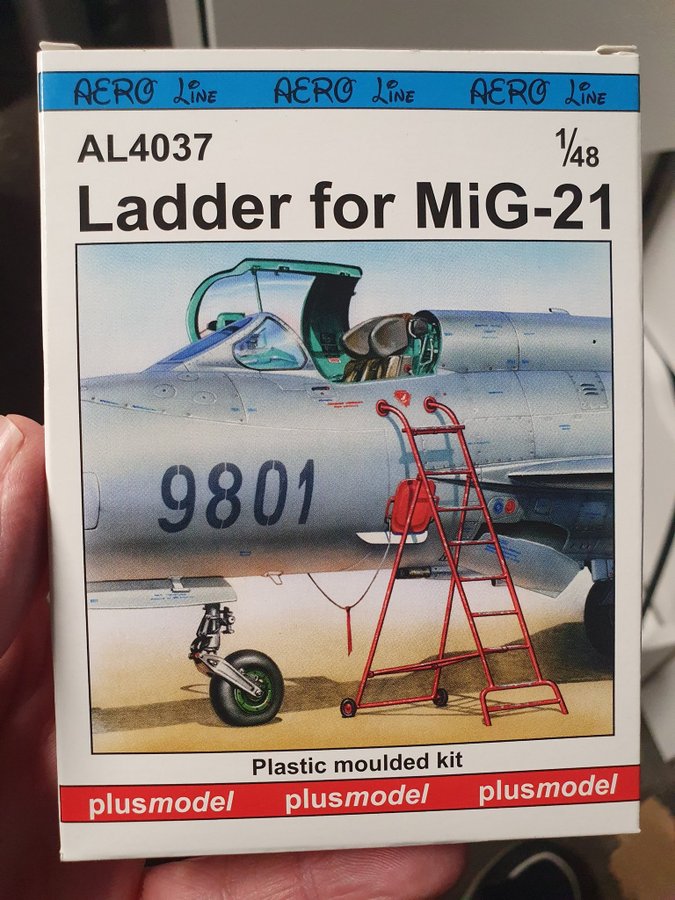 AERO Line AERO Line AERO Line
AL4037
1/48
Ladder for MiG-21
9801
Plastic moulded kit
plusmodel plusmodel plusmodel